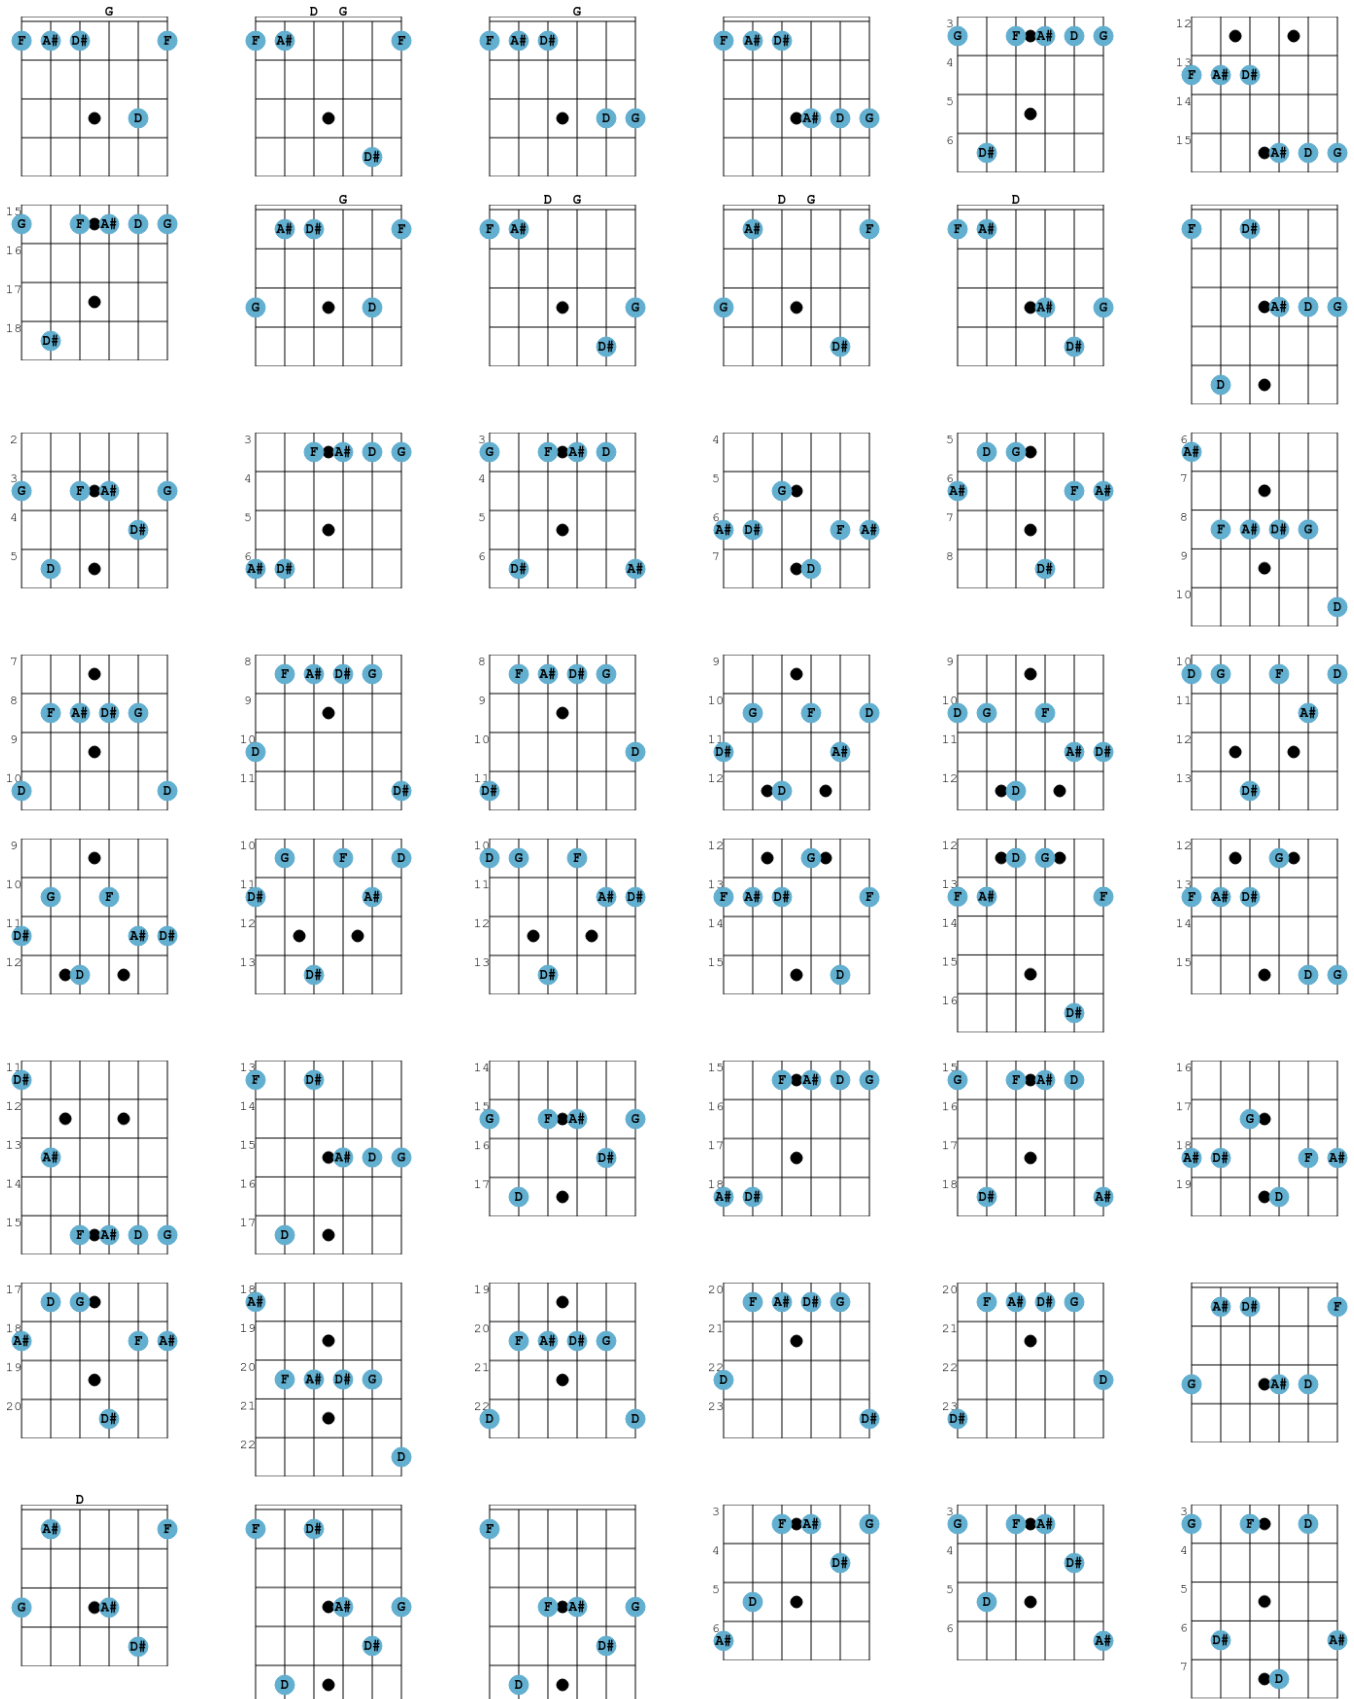 G
F A# D# F
D
D G
F A# F
D#
G
F A# D#
D G
F A# D#
A# D G
3
G F A# D G
4
5
6
D#
12
13
F A# D#
14
15
A# D G
15
G F A# D G
16
17
18
D#
G
A# D# F
G D
D G
F A#
G
D#
D G
A# F
G
D#
D
F A#
A# G
D#
F D#
A# D G
D
2
3
G F A# G
4
D#
5
D
3
F A# D G
4
5
6
A# D#
3
G F A# D
4
5
6
D# A#
4
5
G
6
A# D# F A#
7
D
5
D G
6
A# F A#
7
8
D#
6
A#
7
8
F A# D# G
9
10
D
7
8
F A# D# G
9
10
D D
8
F A# D# G
9
10
D
11
D#
8
F A# D# G
9
10
D
11
D#
9
10
G F D
11
D# A#
12
D
9
10
D G F
11
A# D#
12
D
10
D G F D
11
A#
12
13
D#
9
10
G F
11
D# A# D#
12
D
10
G F D
11
D# A#
12
13
D#
10
D G F
11
A# D#
12
13
D#
12
G
13
F A# D# F
14
15
D
12
D G
13
F A# F
14
15
16
D#
12
G
13
F A# D#
14
15
D G
11
D#
12
13
A#
14
15
F A# D G
13
F D#
14
15
A# D G
16
17
D
14
15
G F A# G
16
D#
17
D
15
F A# D G
16
17
18
A# D#
15
G F A# D
16
17
18
D# A#
16
17
G
18
A# D# F A#
19
D
17
D G
18
A# F A#
19
20
D#
18
A#
19
20
F A# D# G
21
22
D
19
20
F A# D# G
21
22
D D
20
F A# D# G
21
22
D
23
D#
20
F A# D# G
21
22
D
23
D#
A# D# F
G A# D
D
A# F
G A#
D#
F D#
A# G
D#
D
F
F A# G
D#
D
3
F A# G
4
D#
5
D
6
A#
3
G F A#
4
D#
5
D
6
A#
3
G F D
4
5
6
D# A#
7
D